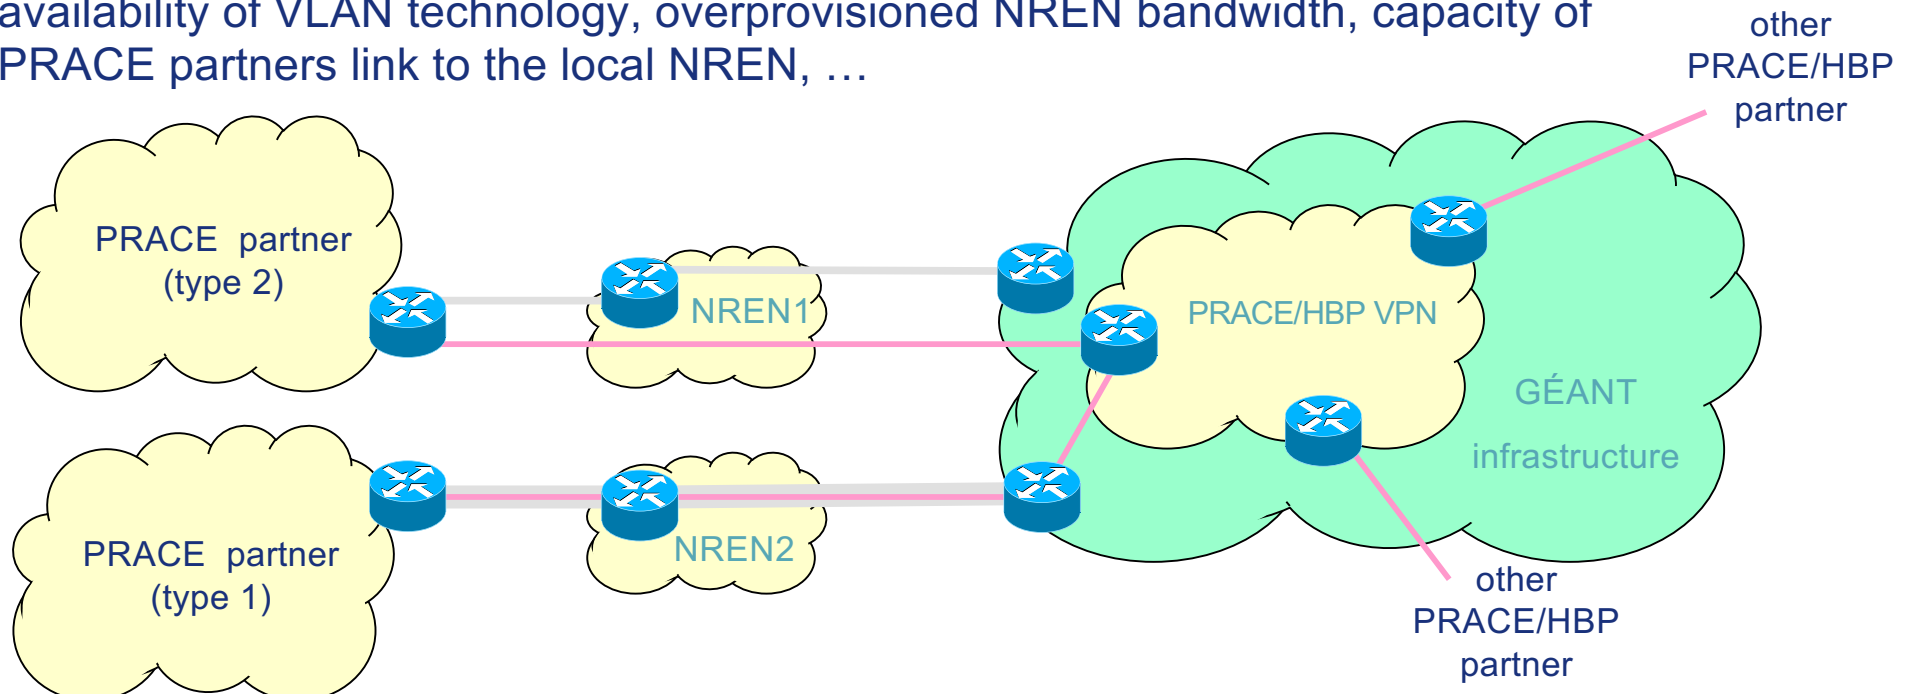 availability of VLAN technology, overprovisioned NREN bandwidth, capacity of
PRACE partners link to the local NREN, …
other
PRACE/HBP
partner
PRACE partner
(type 2)
NREN1
PRACE/HBP VPN
GÉANT
infrastructure
PRACE partner
(type 1)
NREN2
other
PRACE/HBP
partner